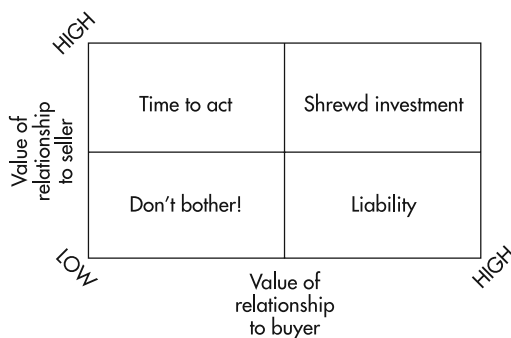 HIGH
Time to act
Shrewd investment
Value of
relationship
to seller
Don't bother!
Liability
LOW
Value of
relationship
to buyer
HIGH